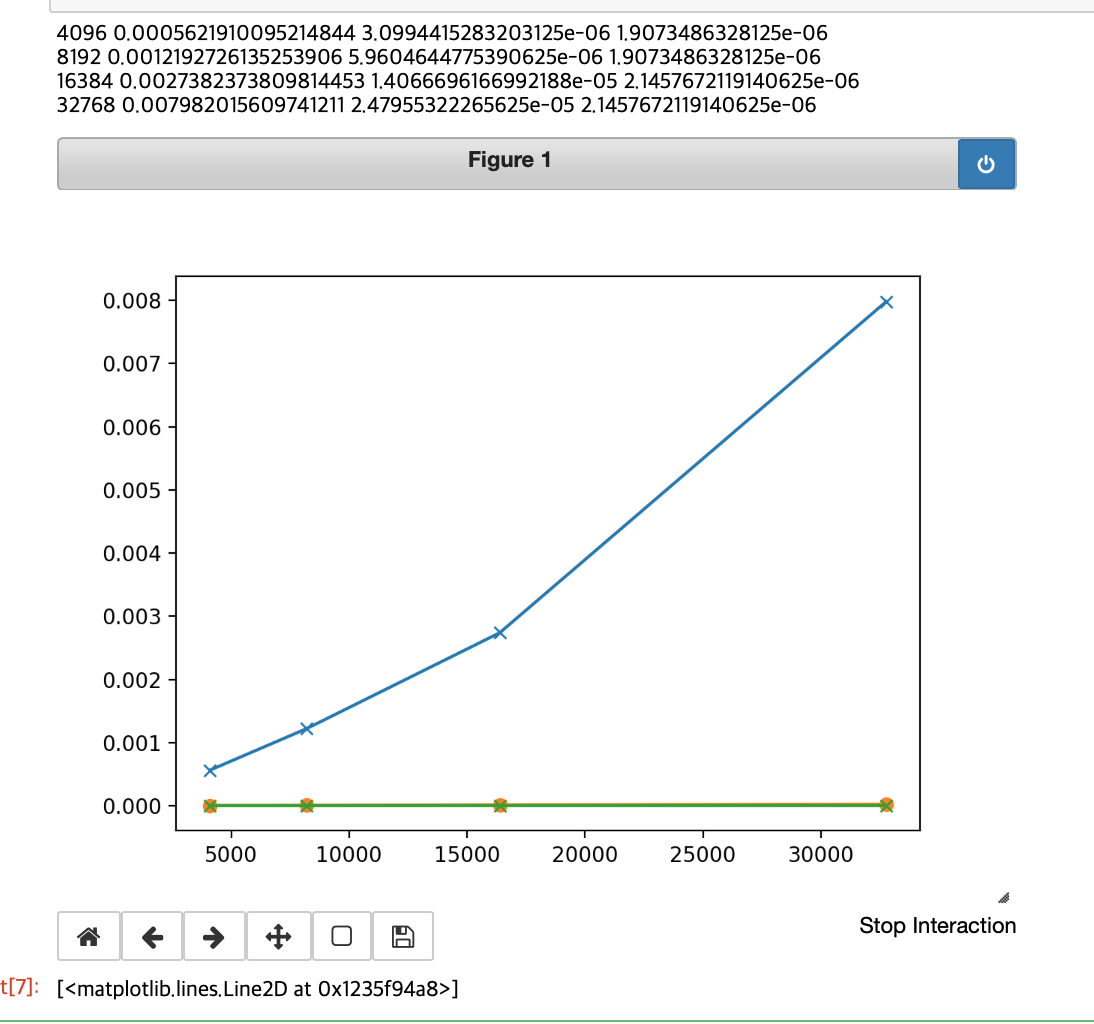 4096 0.0005621910095214844 3.0994415283203125e-06 1.9073486328125e-06
8192 0.0012192726135253906 5.9604644775390625e-06 1.9073486328125e-06
16384 0.0027382373809814453 1.4066696166992188e-05 2.1457672119140625e-06
32768 0.007982015609741211 2.47955322265625e-05 2.1457672119140625e-06
Figure 1
0.008
0.007
0.006
0.005
0.004
0.003
0.002
0.001
0.000
5000 10000 15000 20000 25000 30000
Stop Interaction
t[7]: [<matplotlib.lines.Line2D at 0x1235f94a8>]